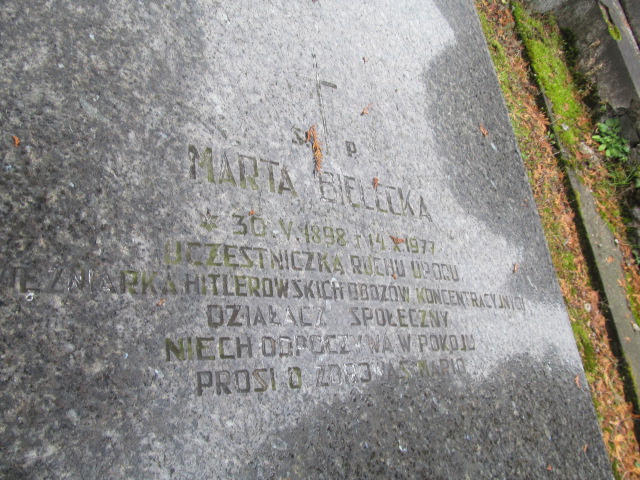 Ś. P.
MARTA BIELECKA
* 30.V.1898 † 14.X.1977
UCZESTNICZKA RUCHU OPORU
WIĘŹNIARKA HITLEROWSKICH OBOZÓW KONCENTRACYJNYCH
DZIAŁACZ SPOŁECZNY
NIECH ODPOCZYWA W POKOJU
PROSI O ZDROWAŚ MARIO